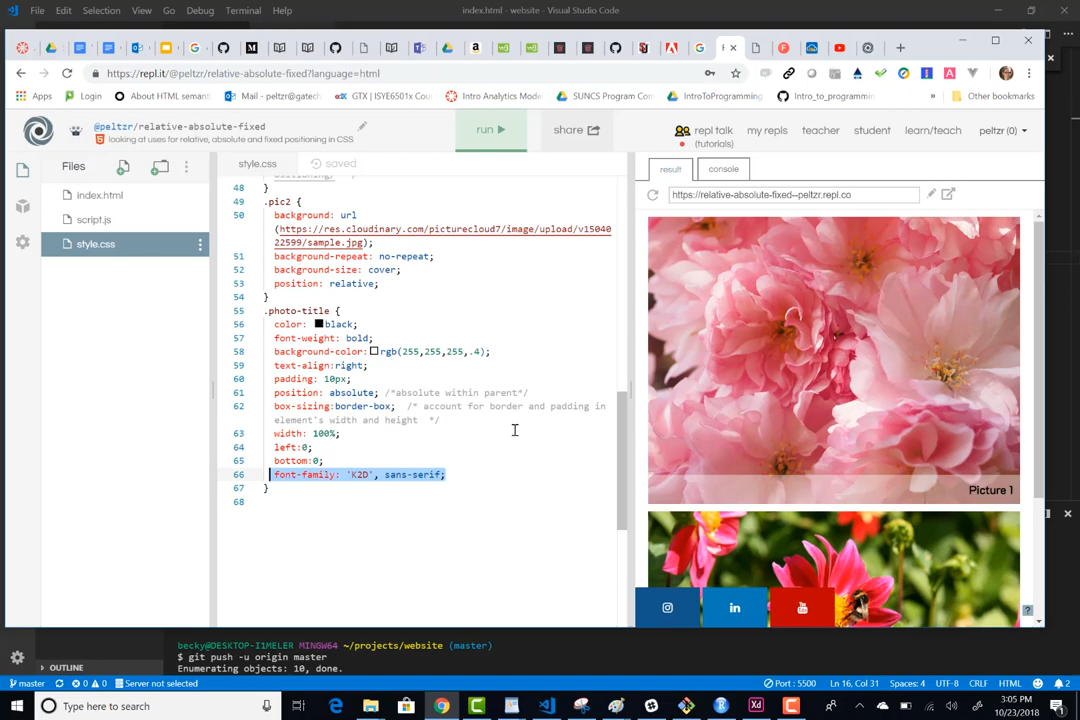 File Edit Selection View Go Debug Terminal Help index.html - website - Visual Studio Code
https://repl.it/@peltzr/relative-absolute-fixed?language=html
Apps Login About HTML semanti Mail - peltzr@gatech GTX | ISYE6501x Cou Intro Analytics Mode SUNCS Program Com IntroToProgramming Intro_to_programmin » Other bookmarks
@peltzr/relative-absolute-fixed
looking at uses for relative, absolute and fixed positioning in CSS
run share repl talk (tutorials) my repls teacher student learn/teach peltzr (0)
Files
index.html
script.js
style.css
style.css saved
48 }
49 .pic2 {
50 background: url
(https://res.cloudinary.com/picturecloud7/image/upload/v15040
22599/sample.jpg);
51 background-repeat: no-repeat;
52 background-size: cover;
53 position: relative;
54 }
55 .photo-title {
56 color: black;
57 font-weight: bold;
58 background-color: rgb(255,255,255,.4);
59 text-align:right;
60 padding: 10px;
61 position: absolute; /*absolute within parent*/
62 box-sizing:border-box; /* account for border and padding in
element's width and height */
63 width: 100%;
64 left:0;
65 bottom:0;
66 font-family: 'K2D', sans-serif;
67 }
68
result console
https://relative-absolute-fixed--peltzr.repl.co
Picture 1
in
You
?
becky@DESKTOP-I1MELER MINGW64 ~/projects/website (master)
$ git push -u origin master
Enumerating objects: 10, done.
OUTLINE
master 0 0 Server not selected Port : 5500 Ln 16, Col 31 Spaces: 4 UTF-8 CRLF HTML 2
Type here to search
3:05 PM
10/23/2018